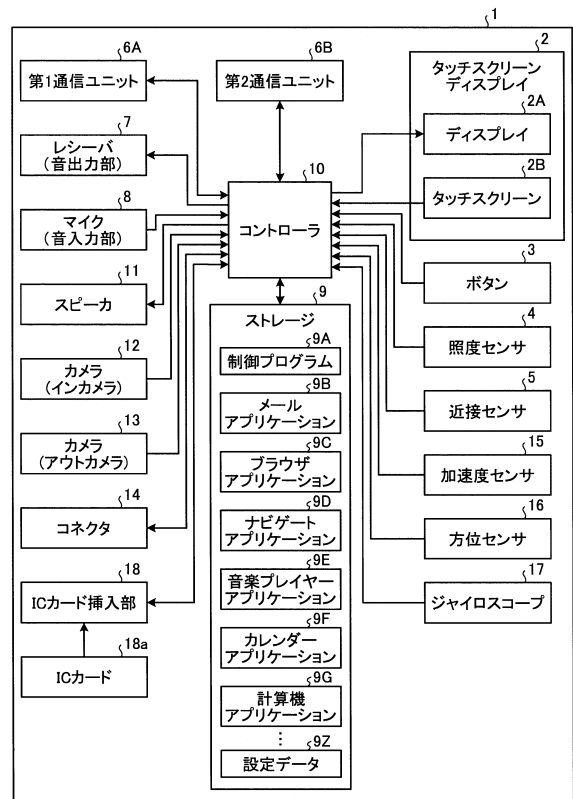 1
6A
第1通信ユニット
7
レシーバ
(音出力部)
8
マイク
(音入力部)
11
スピーカ
12
カメラ
(インカメラ)
13
カメラ
(アウトカメラ)
14
コネクタ
18
ICカード挿入部
18a
ICカード
6B
第2通信ユニット
10
コントローラ
9
ストレージ
9A
制御プログラム
9B
メール
アプリケーション
9C
ブラウザ
アプリケーション
9D
ナビゲート
アプリケーション
9E
音楽プレイヤー
アプリケーション
9F
カレンダー
アプリケーション
9G
計算機
アプリケーション
⋮
9Z
設定データ
2
タッチスクリーン
ディスプレイ
2A
ディスプレイ
2B
タッチスクリーン
3
ボタン
4
照度センサ
5
近接センサ
15
加速度センサ
16
方位センサ
17
ジャイロスコープ